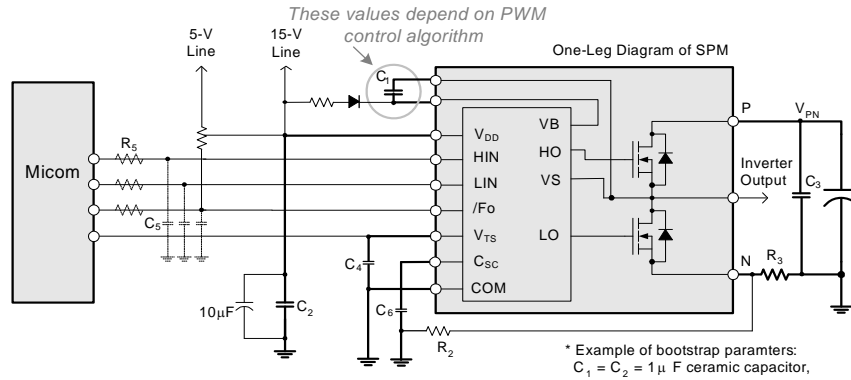 These values depend on PWM
control algorithm
5-V
Line
15-V
Line
C1
One-Leg Diagram of SPM
P
VPN
Micom
R5
VDD
HIN
LIN
/Fo
VTS
CSC
COM
VB
HO
VS
LO
Inverter
Output
C3
N
R3
C5
C4
10μF
C2
C6
R2
* Example of bootstrap paramters:
C1 = C2 = 1μ F ceramic capacitor,